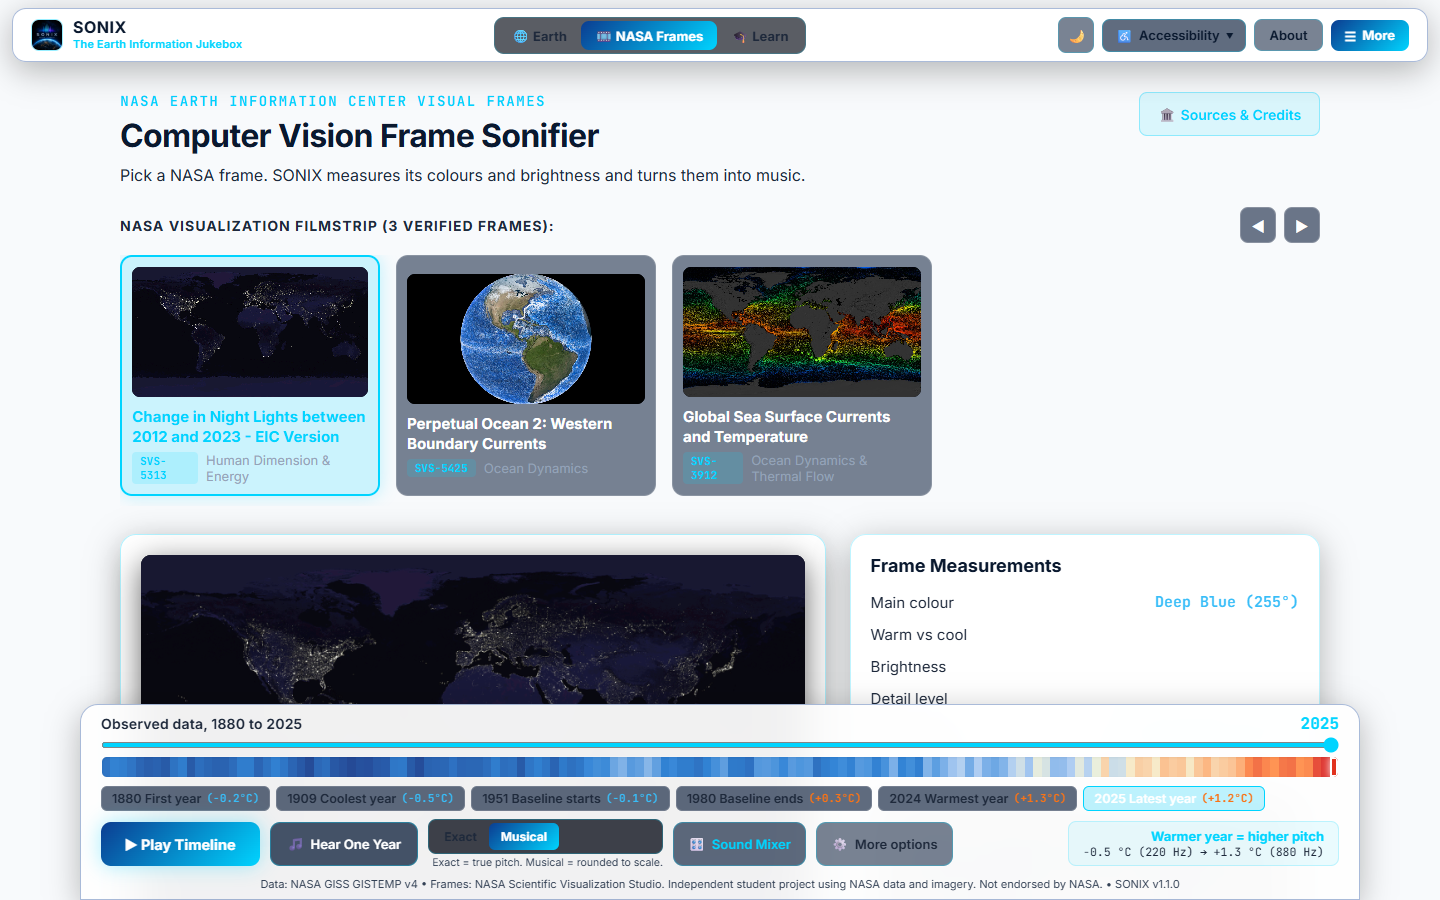 SONIX
The Earth Information Jukebox
Earth
NASA Frames
Learn
Accessibility ▼
About
☰ More
NASA EARTH INFORMATION CENTER VISUAL FRAMES
Computer Vision Frame Sonifier
Pick a NASA frame. SONIX measures its colours and brightness and turns them into music.
Sources & Credits
NASA VISUALIZATION FILMSTRIP (3 VERIFIED FRAMES):
◀ ▶
Change in Night Lights between
2012 and 2023 - EIC Version
SVS-
5313
Human Dimension &
Energy
Perpetual Ocean 2: Western
Boundary Currents
SVS-5425
Ocean Dynamics
Global Sea Surface Currents
and Temperature
SVS-
3912
Ocean Dynamics &
Thermal Flow
Frame Measurements
Main colour
Deep Blue (255°)
Warm vs cool
Brightness
Detail level
Observed data, 1880 to 2025
2025
1880 First year (-0.2°C)
1909 Coolest year (-0.5°C)
1951 Baseline starts (-0.1°C)
1980 Baseline ends (+0.3°C)
2024 Warmest year (+1.3°C)
2025 Latest year (+1.2°C)
▶ Play Timeline
Hear One Year
Exact
Musical
Exact = true pitch. Musical = rounded to scale.
Sound Mixer
More options
Warmer year = higher pitch
-0.5 °C (220 Hz) → +1.3 °C (880 Hz)
Data: NASA GISS GISTEMP v4 • Frames: NASA Scientific Visualization Studio. Independent student project using NASA data and imagery. Not endorsed by NASA. • SONIX v1.1.0